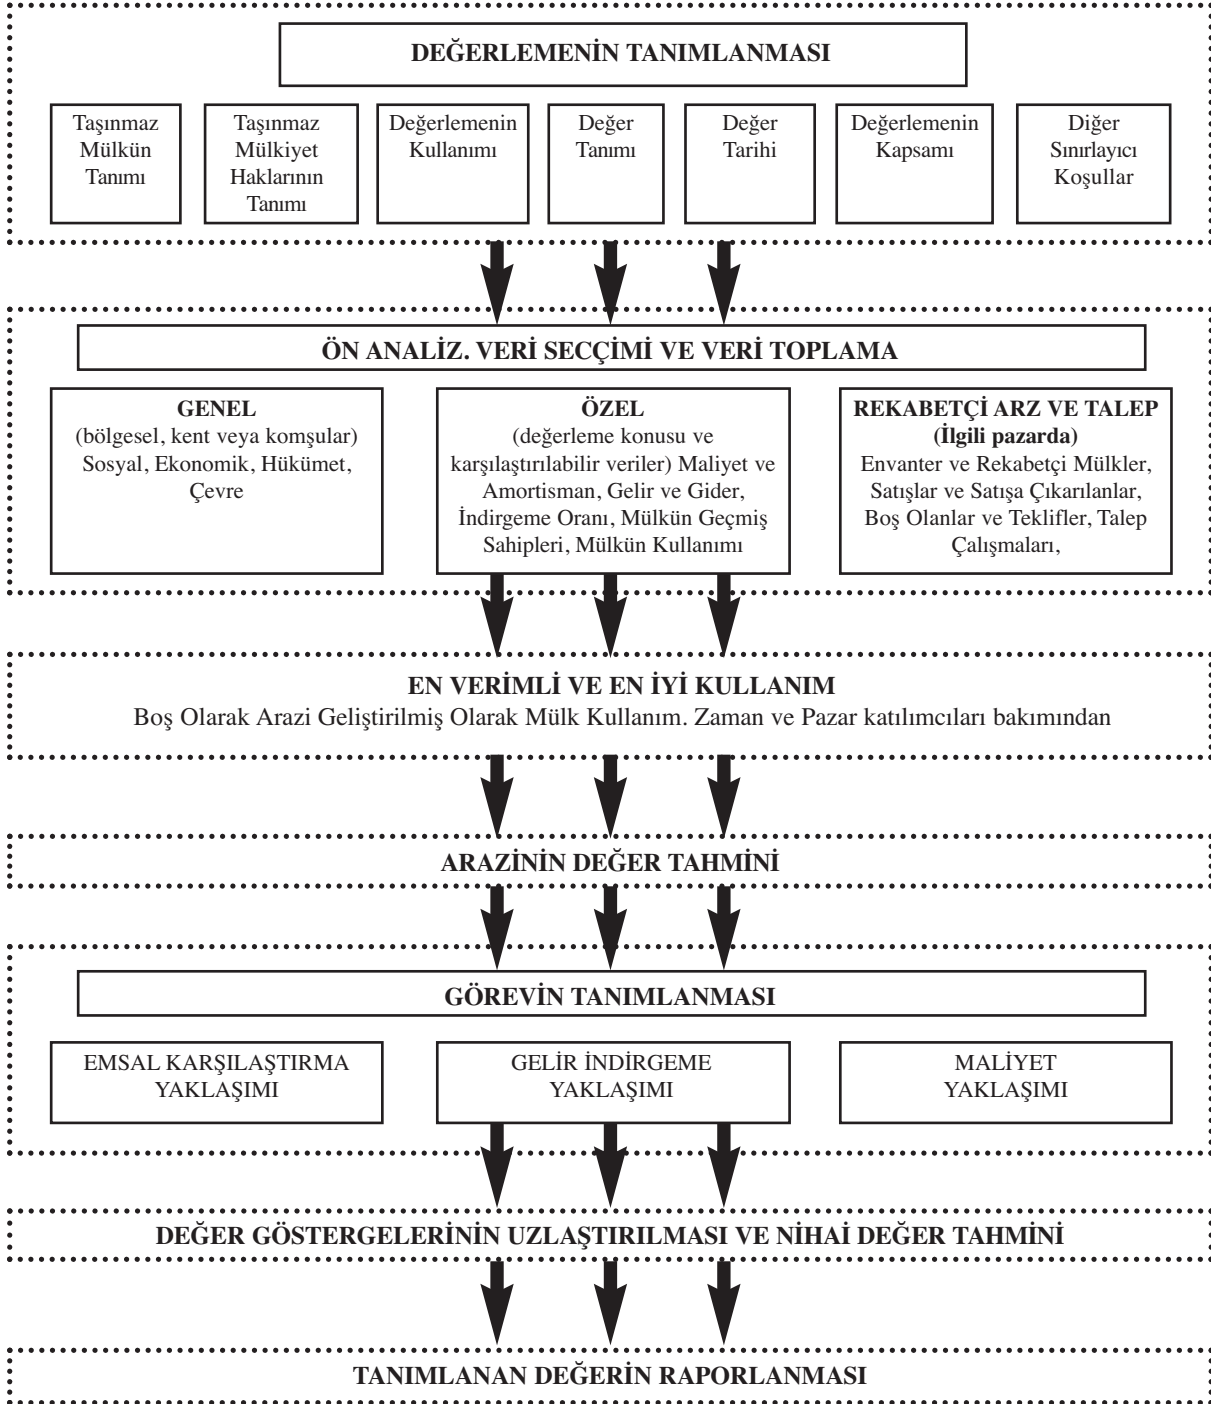 DEĞERLEMENİN TANIMLANMASI
Taşınmaz
Mülkün
Tanımı
Taşınmaz
Mülkiyet
Haklarının
Tanımı
Değerlemenin
Kullanımı
Değer
Tanımı
Değer
Tarihi
Değerlemenin
Kapsamı
Diğer
Sınırlayıcı
Koşullar
ÖN ANALİZ. VERİ SECÇİMİ VE VERİ TOPLAMA
GENEL
(bölgesel, kent veya komşular)
Sosyal, Ekonomik, Hükümet,
Çevre
ÖZEL
(değerleme konusu ve
karşılaştırılabilir veriler) Maliyet ve
Amortisman, Gelir ve Gider,
İndirgeme Oranı, Mülkün Geçmiş
Sahipleri, Mülkün Kullanımı
REKABETÇİ ARZ VE TALEP
(İlgili pazarda)
Envanter ve Rekabetçi Mülkler,
Satışlar ve Satışa Çıkarılanlar,
Boş Olanlar ve Teklifler, Talep
Çalışmaları,
EN VERİMLİ VE EN İYİ KULLANIM
Boş Olarak Arazi Geliştirilmiş Olarak Mülk Kullanım. Zaman ve Pazar katılımcıları bakımından
ARAZİNİN DEĞER TAHMİNİ
GÖREVİN TANIMLANMASI
EMSAL KARŞILAŞTIRMA
YAKLAŞIMI
GELİR İNDİRGEME
YAKLAŞIMI
MALİYET
YAKLAŞIMI
DEĞER GÖSTERGELERİNİN UZLAŞTIRILMASI VE NİHAİ DEĞER TAHMİNİ
TANIMLANAN DEĞERİN RAPORLANMASI